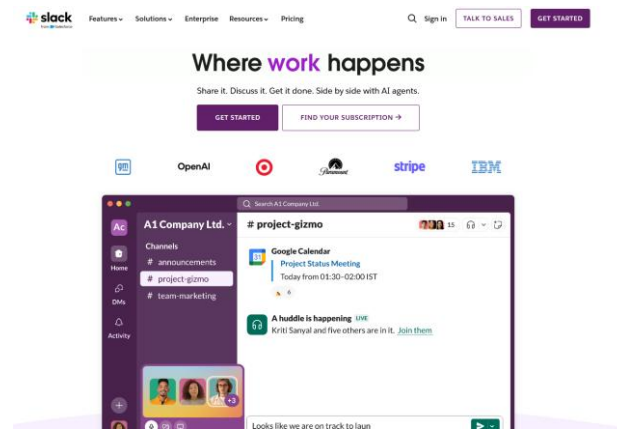 slack
Features Solutions Enterprise Resources Pricing
Sign in TALK TO SALES GET STARTED
Where work happens
Share it. Discuss it. Get it done. Side by side with AI agents.
GET STARTED FIND YOUR SUBSCRIPTION →
gm OpenAI Paramount stripe IBM
Search A1 Company Ltd.
Ac A1 Company Ltd. # project-gizmo 15
Channels
# announcements
# project-gizmo
# team-marketing
Home
DMs
Activity
Google Calendar
31 Project Status Meeting
Today from 01:30–02:00 IST
6
A huddle is happening LIVE
Kriti Sanyal and five others are in it. Join them
+3
Looks like we are on track to laun